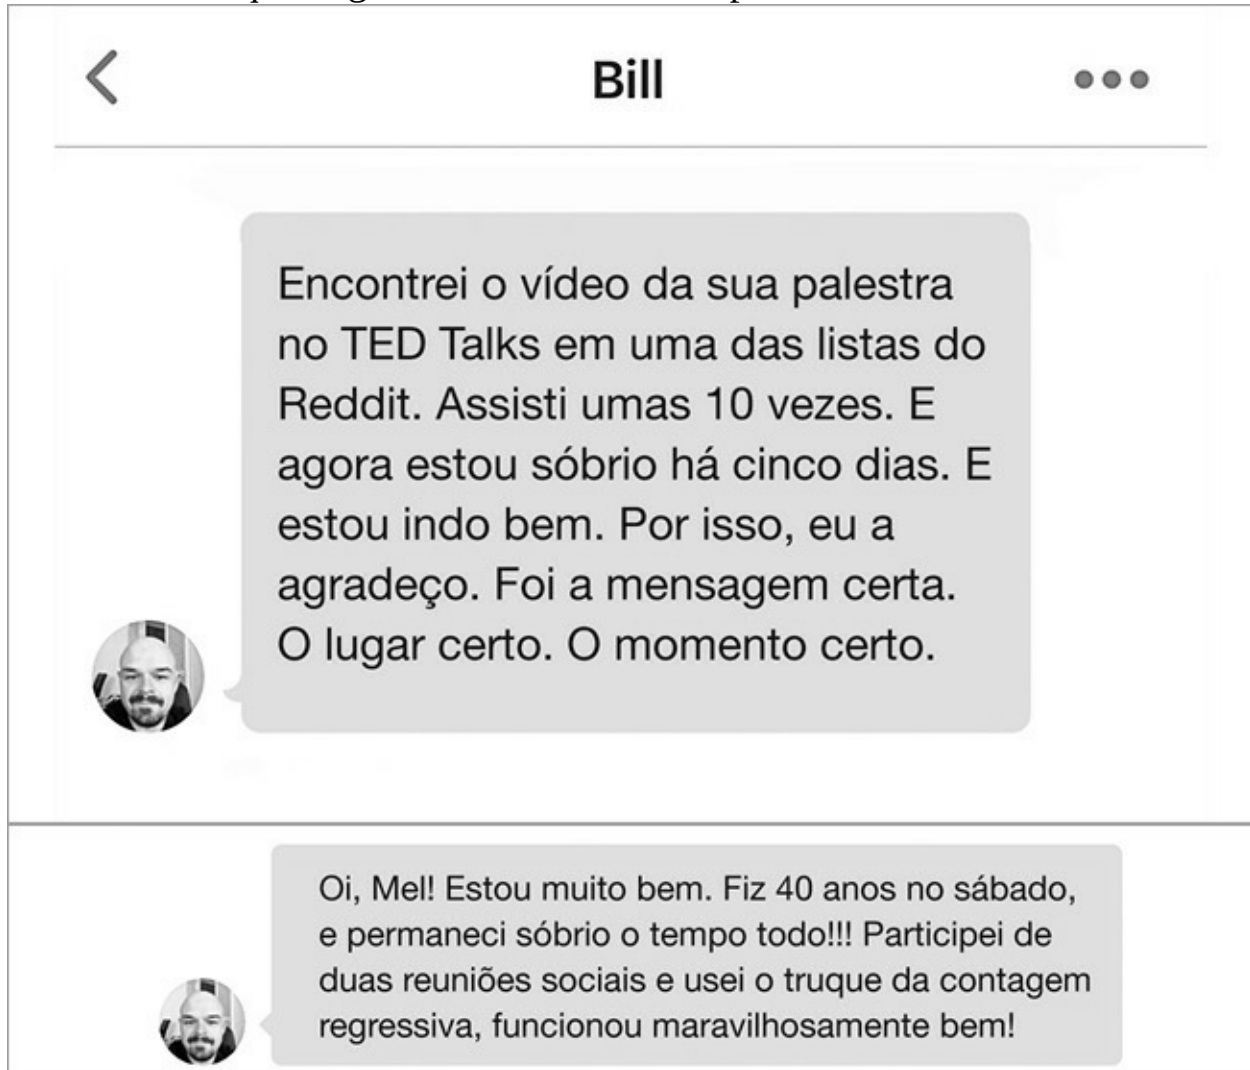 Bill
Encontrei o vídeo da sua palestra
no TED Talks em uma das listas do
Reddit. Assisti umas 10 vezes. E
agora estou sóbrio há cinco dias. E
estou indo bem. Por isso, eu a
agradeço. Foi a mensagem certa.
O lugar certo. O momento certo.
Oi, Mel! Estou muito bem. Fiz 40 anos no sábado,
e permaneci sóbrio o tempo todo!!! Participei de
duas reuniões sociais e usei o truque da contagem
regressiva, funcionou maravilhosamente bem!